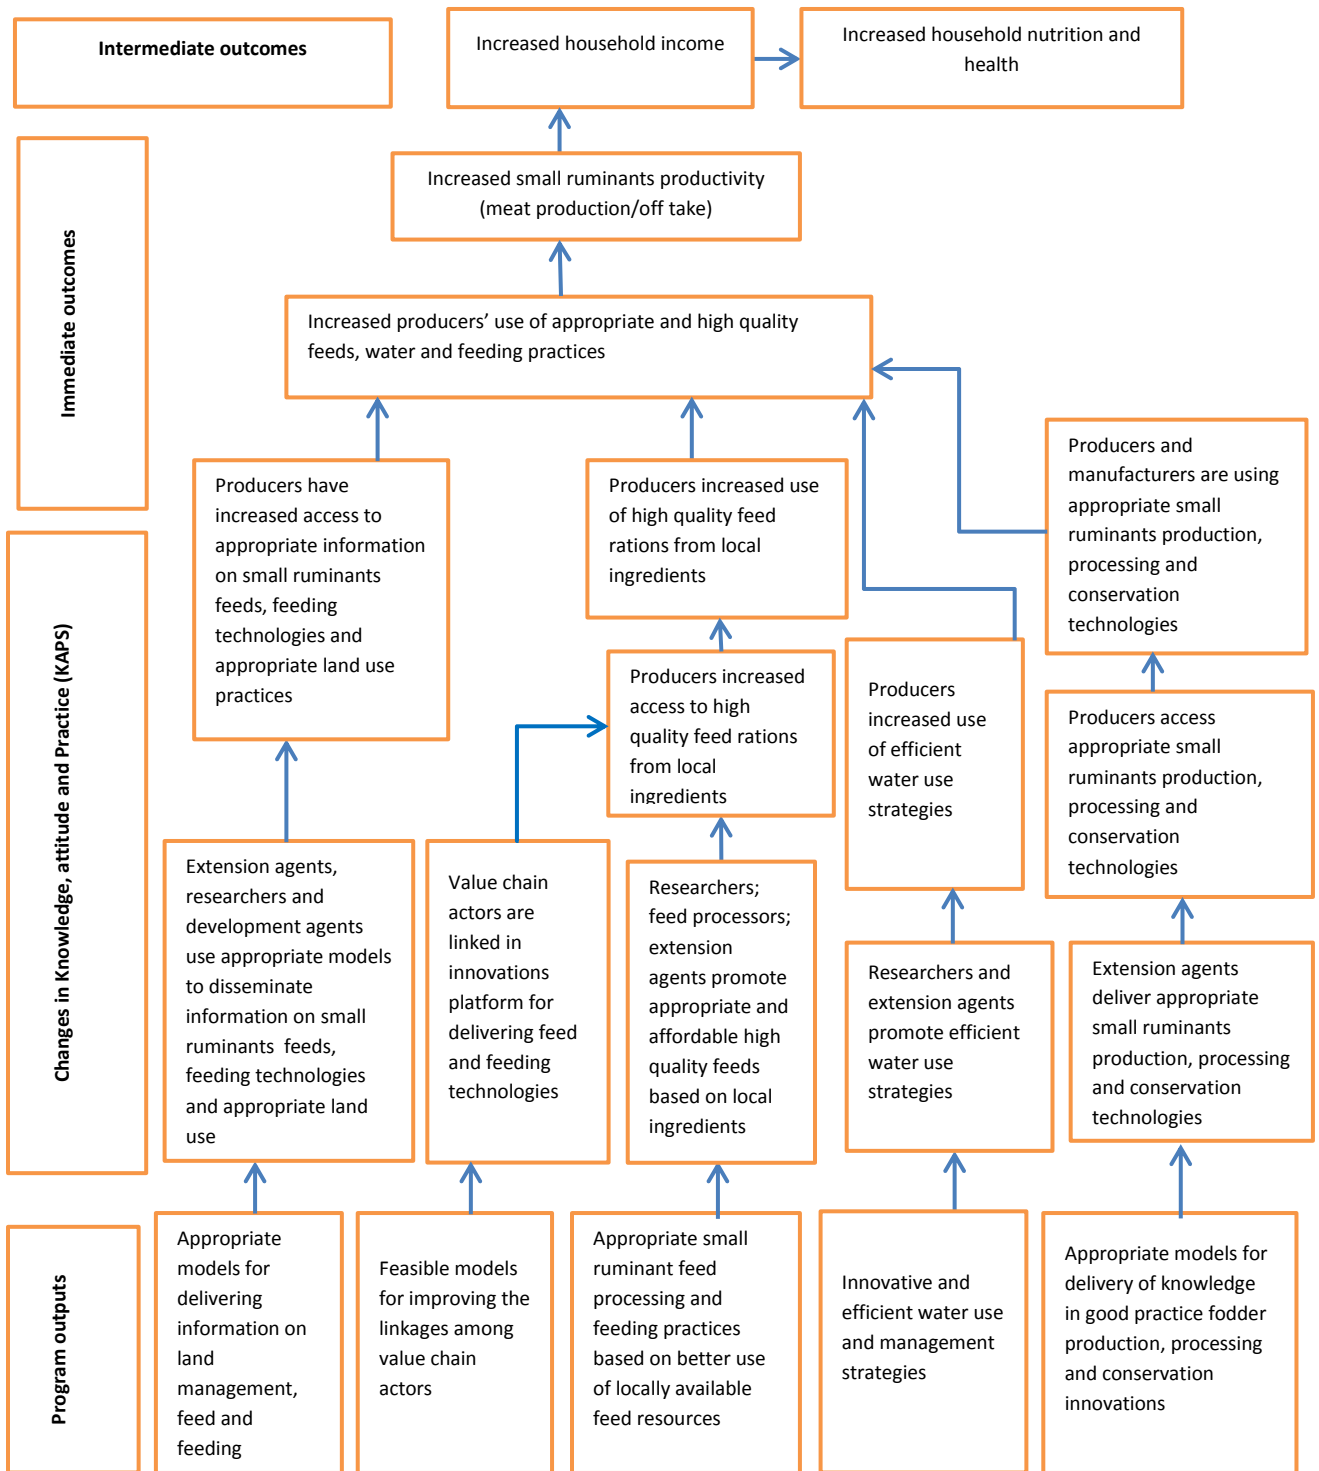 Intermediate outcomes
Increased household income
Increased household nutrition and
health
Immediate outcomes
Increased small ruminants productivity
(meat production/off take)
Increased producers’ use of appropriate and high quality
feeds, water and feeding practices
Changes in Knowledge, attitude and Practice (KAPS)
Producers have
increased access to
appropriate information
on small ruminants
feeds, feeding
technologies and
appropriate land use
practices
Producers increased use
of high quality feed
rations from local
ingredients
Producers and
manufacturers are using
appropriate small
ruminants production,
processing and
conservation
technologies
Producers increased
access to high
quality feed rations
from local
ingredients
Producers
increased use
of efficient
water use
strategies
Producers access
appropriate small
ruminants production,
processing and
conservation
technologies
Extension agents,
researchers and
development agents
use appropriate models
to disseminate
information on small
ruminants feeds,
feeding technologies
and appropriate land
use
Value chain
actors are
linked in
innovations
platform for
delivering feed
and feeding
technologies
Researchers;
feed processors;
extension
agents promote
appropriate and
affordable high
quality feeds
based on local
ingredients
Researchers and
extension agents
promote efficient
water use
strategies
Extension agents
deliver appropriate
small ruminants
production, processing
and conservation
technologies
Program outputs
Appropriate
models for
delivering
information on
land
management,
feed and
feeding
Feasible models
for improving the
linkages among
value chain
actors
Appropriate small
ruminant feed
processing and
feeding practices
based on better use
of locally available
feed resources
Innovative and
efficient water use
and management
strategies
Appropriate models for
delivery of knowledge
in good practice fodder
production, processing
and conservation
innovations